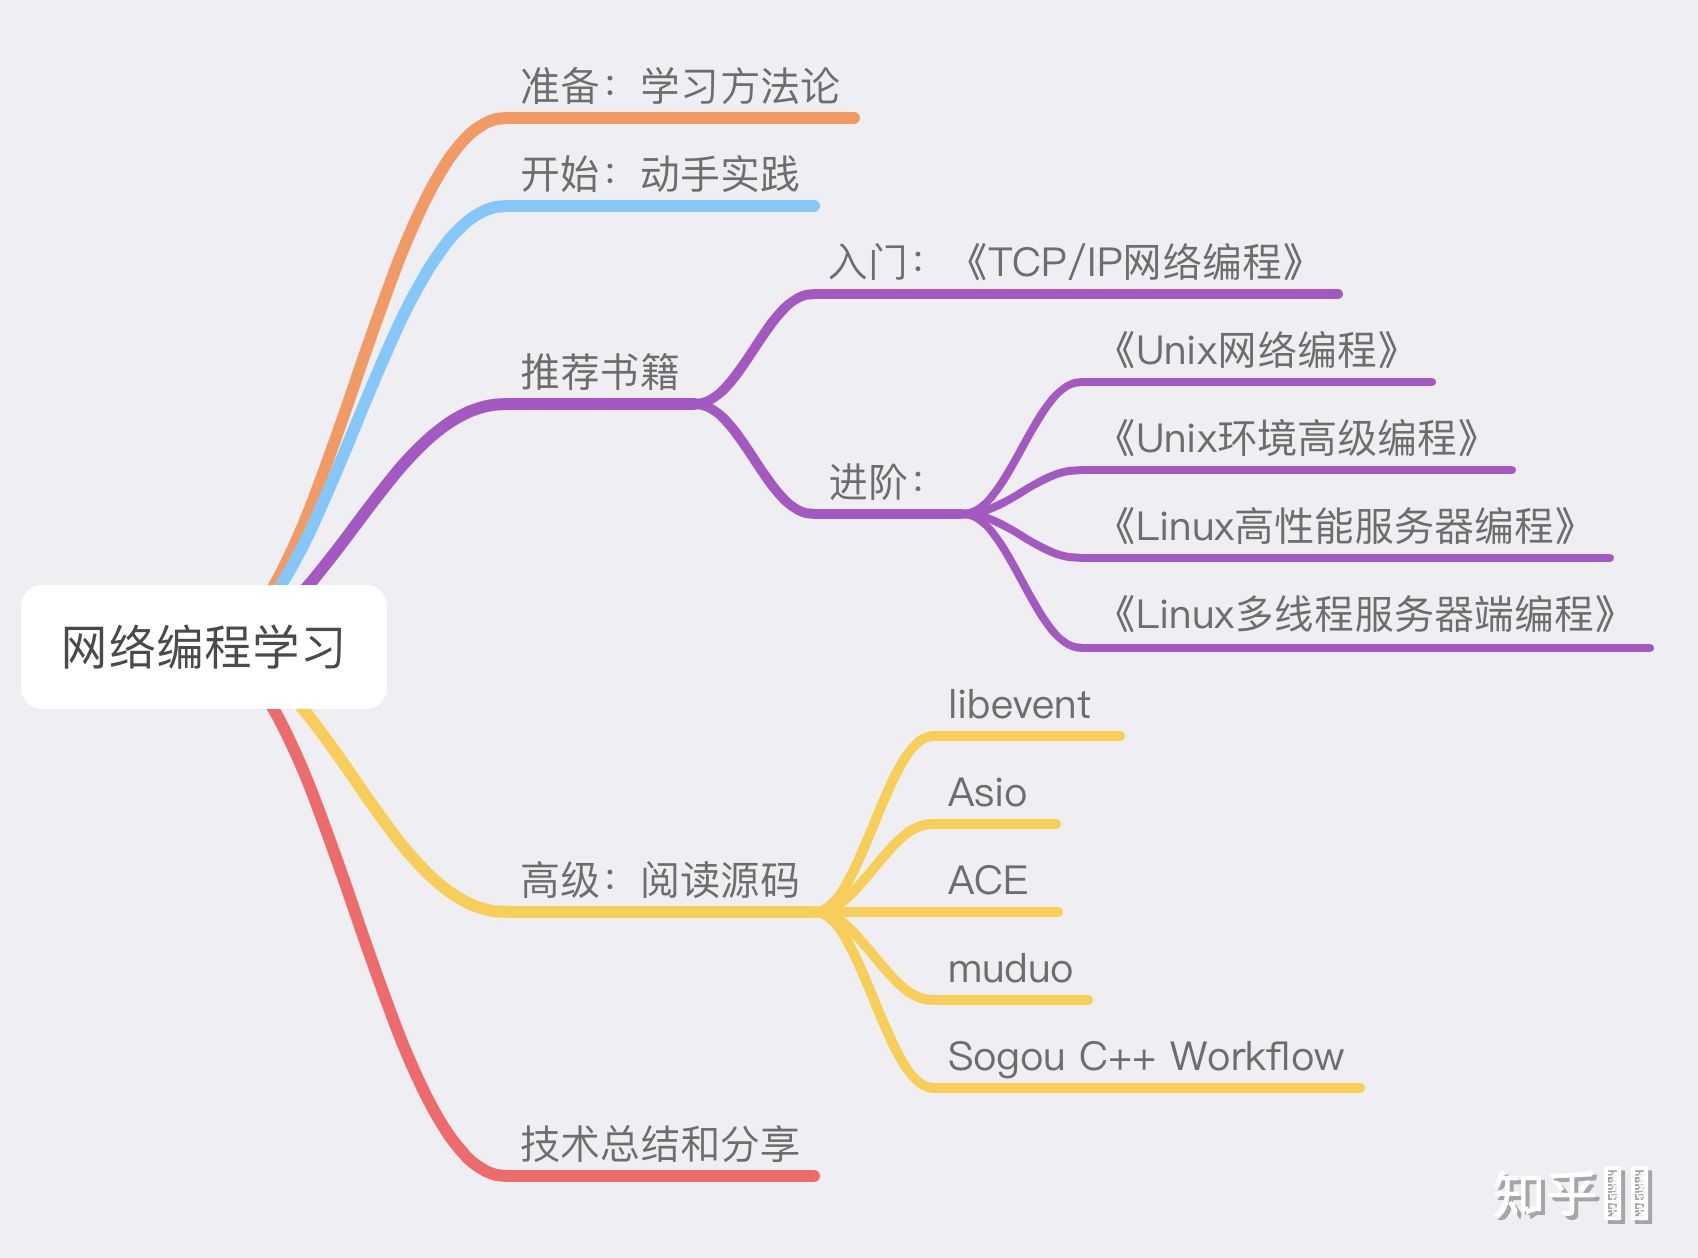 准备：学习方法论
开始：动手实践
入门：《TCP/IP网络编程》
《Unix网络编程》
推荐书籍
《Unix环境高级编程》
进阶：
《Linux高性能服务器编程》
《Linux多线程服务器端编程》
网络编程学习
libevent
Asio
高级：阅读源码
ACE
muduo
Sogou C++ Workflow
技术总结和分享
知乎